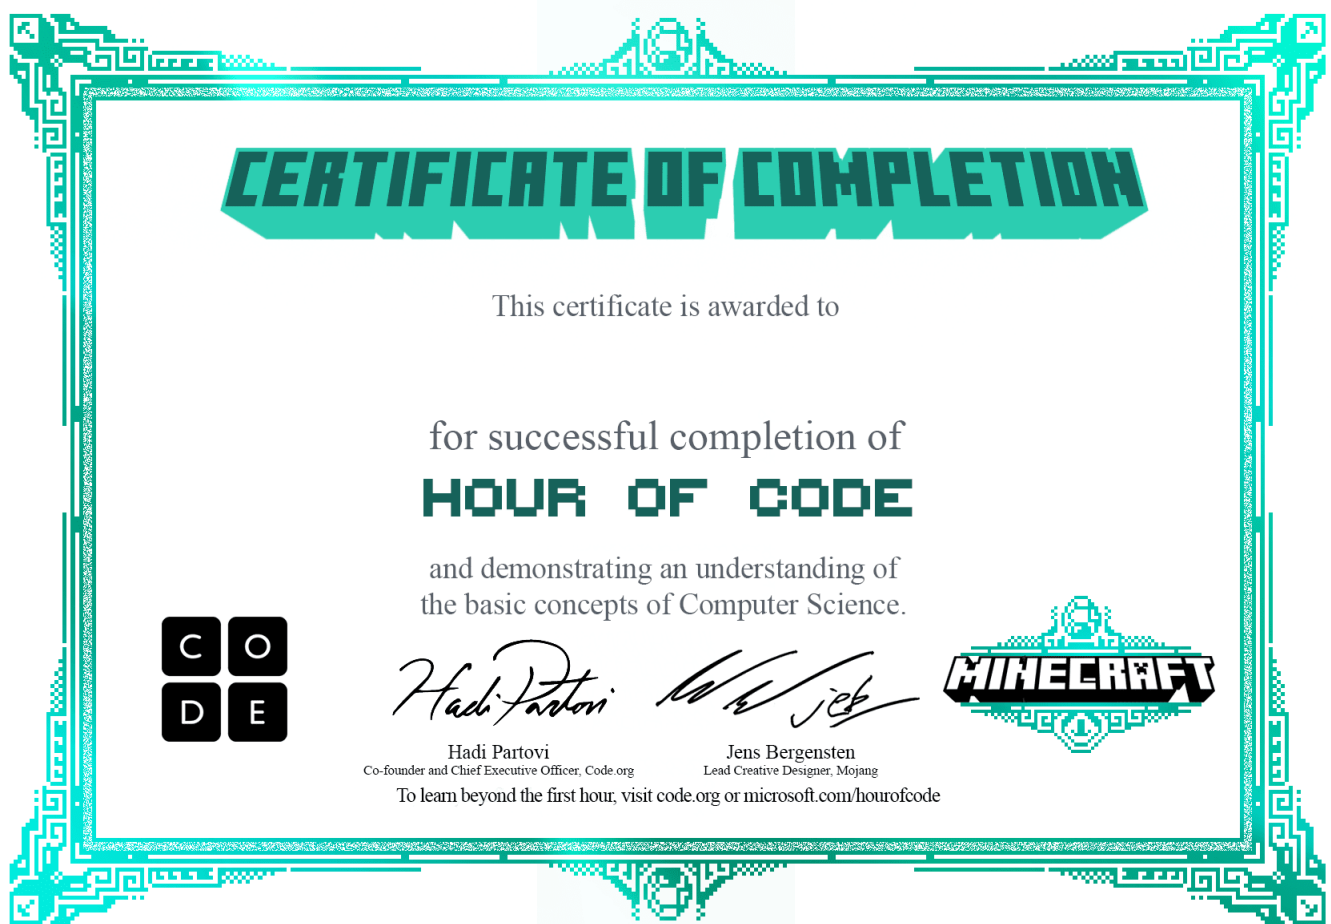 CERTIFICATE OF COMPLETION
This certificate is awarded to
for successful completion of
HOUR OF CODE
and demonstrating an understanding of
the basic concepts of Computer Science.
C O
D E
Hadi Partovi
jeb
MINECRAFT
Hadi Partovi
Co-founder and Chief Executive Officer, Code.org
Jens Bergensten
Lead Creative Designer, Mojang
To learn beyond the first hour, visit code.org or microsoft.com/hourofcode